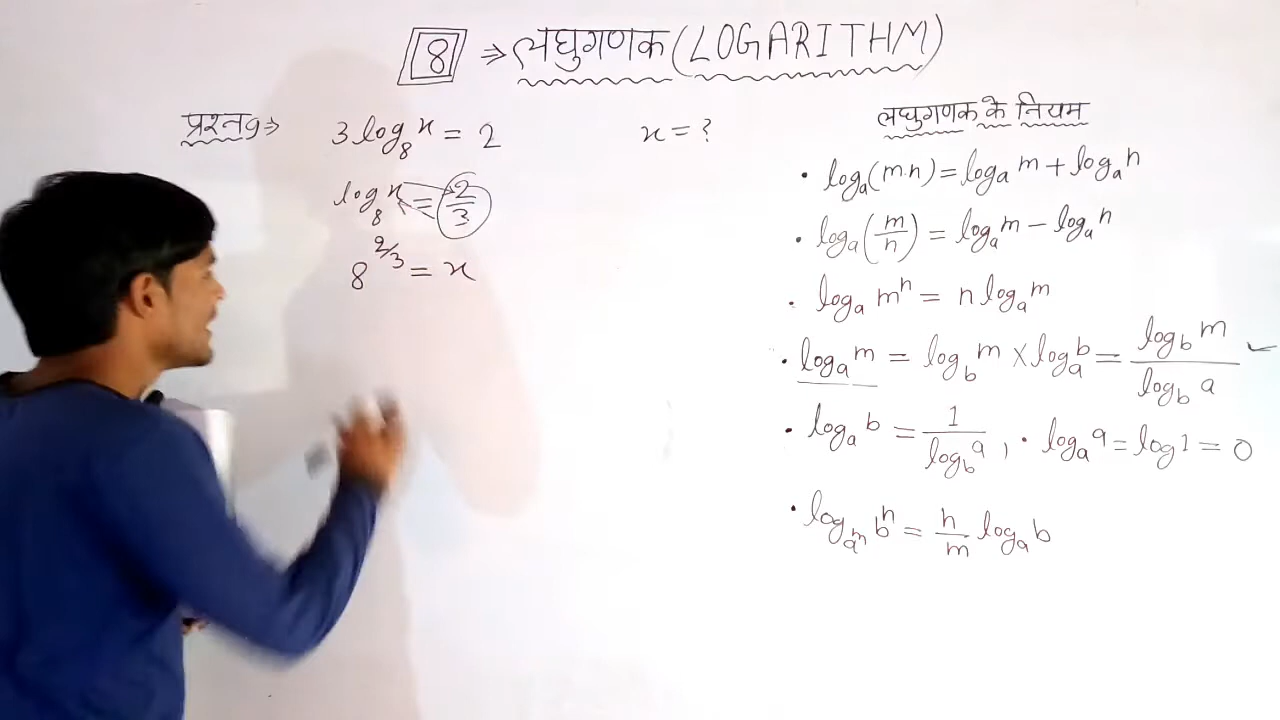 8 ⇒ लघुगणक (LOGARITHM)
प्रश्न9⇒ 3 log₈ x = 2 x = ?
log₈ x = 2/3
8^(2/3) = x
लघुगणक के नियम
• logₐ(m.n) = logₐ m + logₐ n
• logₐ(m/n) = logₐ m − logₐ n
• logₐ mⁿ = n logₐ m
• logₐ m = log_b m × logₐ b = log_b m / log_b a ✓
• logₐ b = 1 / log_b a , • logₐ a = log 1 = 0
• log_(a^m) bⁿ = n/m logₐ b